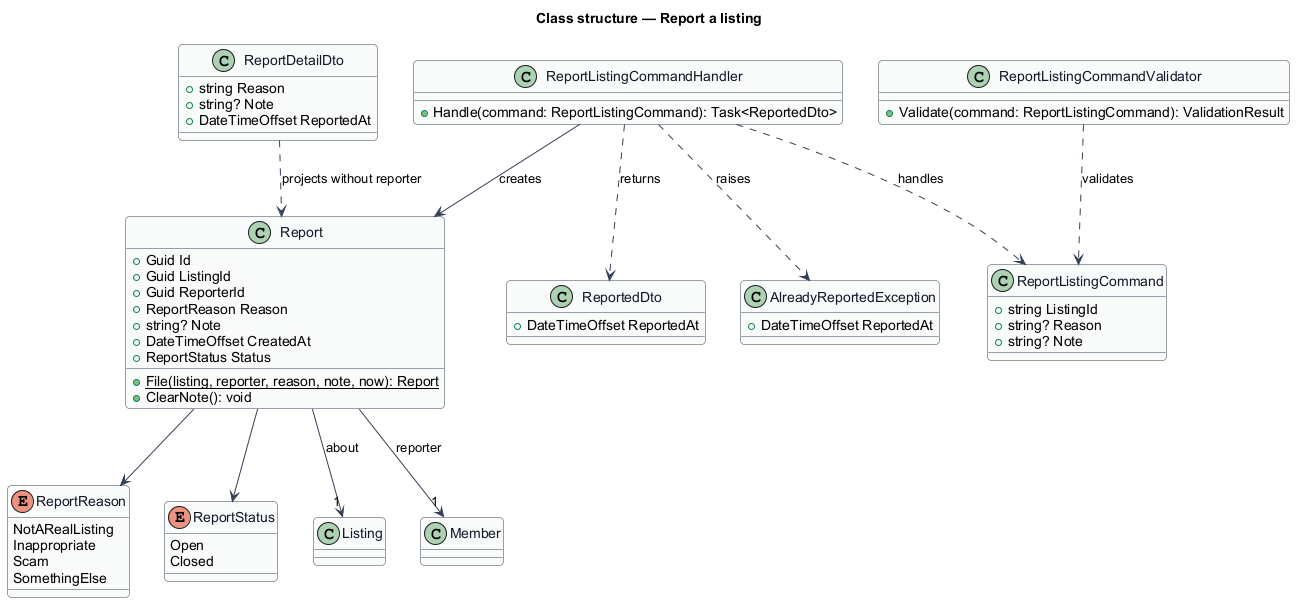 Class structure — Report a listing
C ReportDetailDto
string Reason
string? Note
DateTimeOffset ReportedAt
C ReportListingCommandHandler
Handle(command: ReportListingCommand): Task<ReportedDto>
C ReportListingCommandValidator
Validate(command: ReportListingCommand): ValidationResult
projects without reporter
creates
returns
raises
handles
validates
C Report
Guid Id
Guid ListingId
Guid ReporterId
ReportReason Reason
string? Note
DateTimeOffset CreatedAt
ReportStatus Status
File(listing, reporter, reason, note, now): Report
ClearNote(): void
C ReportedDto
DateTimeOffset ReportedAt
C AlreadyReportedException
DateTimeOffset ReportedAt
C ReportListingCommand
string ListingId
string? Reason
string? Note
about
reporter
1
1
E ReportReason
NotARealListing
Inappropriate
Scam
SomethingElse
E ReportStatus
Open
Closed
C Listing
C Member